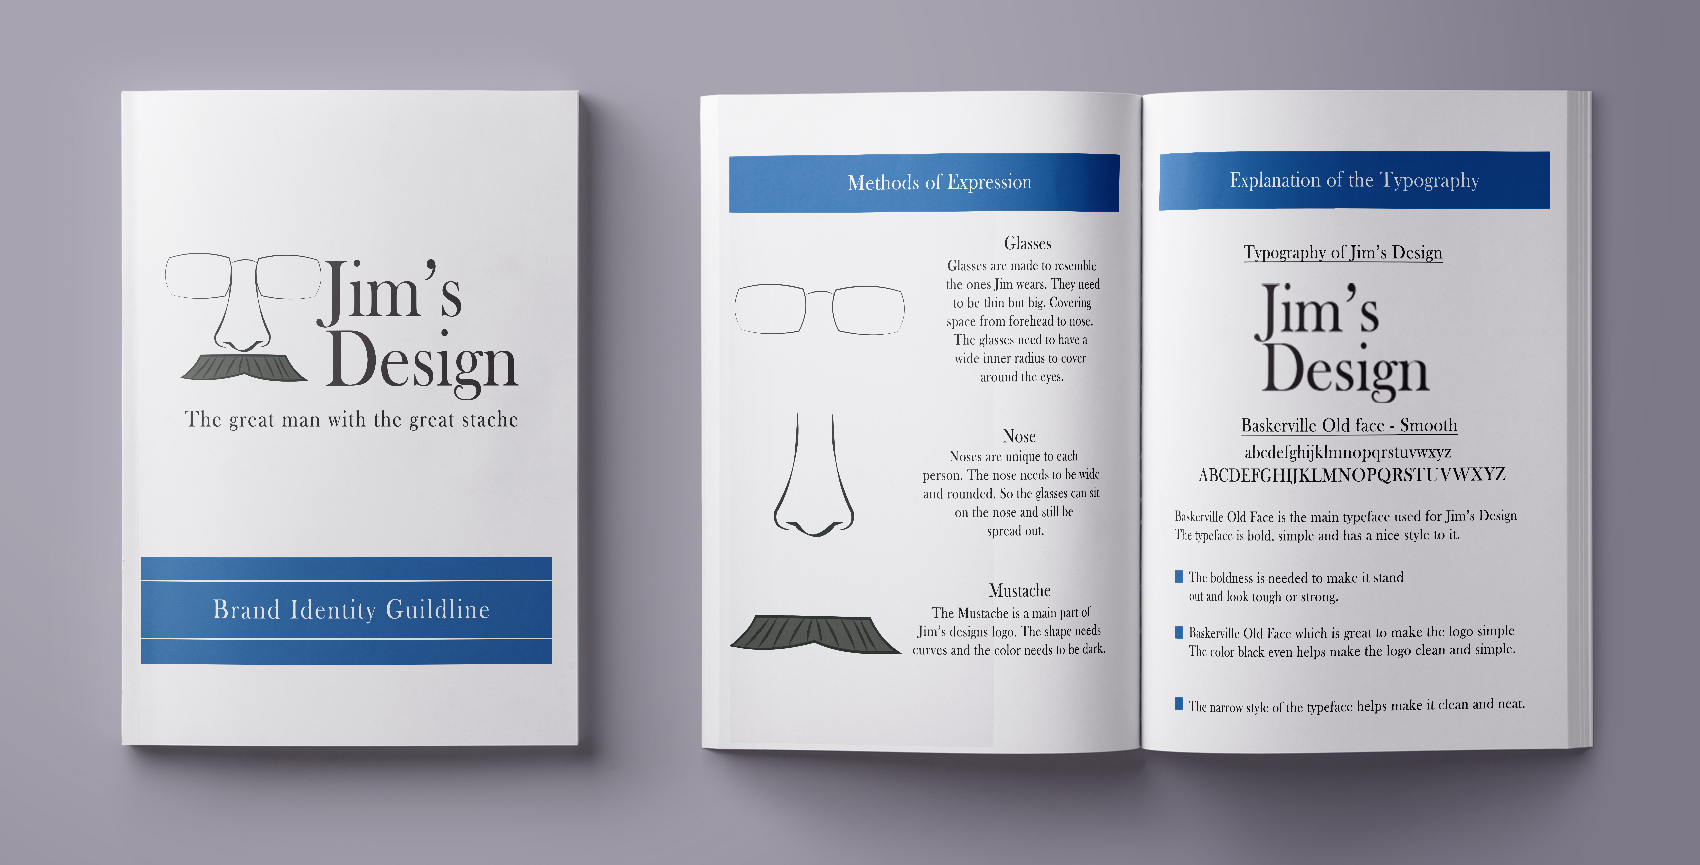 Jim's
Design
The great man with the great stache
Brand Identity Guildline
Methods of Expression
Glasses
Glasses are made to resemble
the ones Jim wears. They need
to be thin but big. Covering
space from forehead to nose.
The glasses need to have a
wide inner radius to cover
around the eyes.
Nose
Noses are unique to each
person. The nose needs to be wide
and rounded. So the glasses can sit
on the nose and still be
spread out.
Mustache
The Mustache is a main part of
Jim's designs logo. The shape needs
curves and the color needs to be dark.
Explanation of the Typography
Typography of Jim's Design
Jim's
Design
Baskerville Old face - Smooth
abcdefghijklmnopqrstuvwxyz
ABCDEFGHIJKLMNOPQRSTUVWXYZ
Baskerville Old Face is the main typeface used for Jim's Design
The typeface is bold, simple and has a nice style to it.
The boldness is needed to make it stand
out and look tough or strong.
Baskerville Old Face which is great to make the logo simple
The color black even helps make the logo clean and simple.
The narrow style of the typeface helps make it clean and neat.